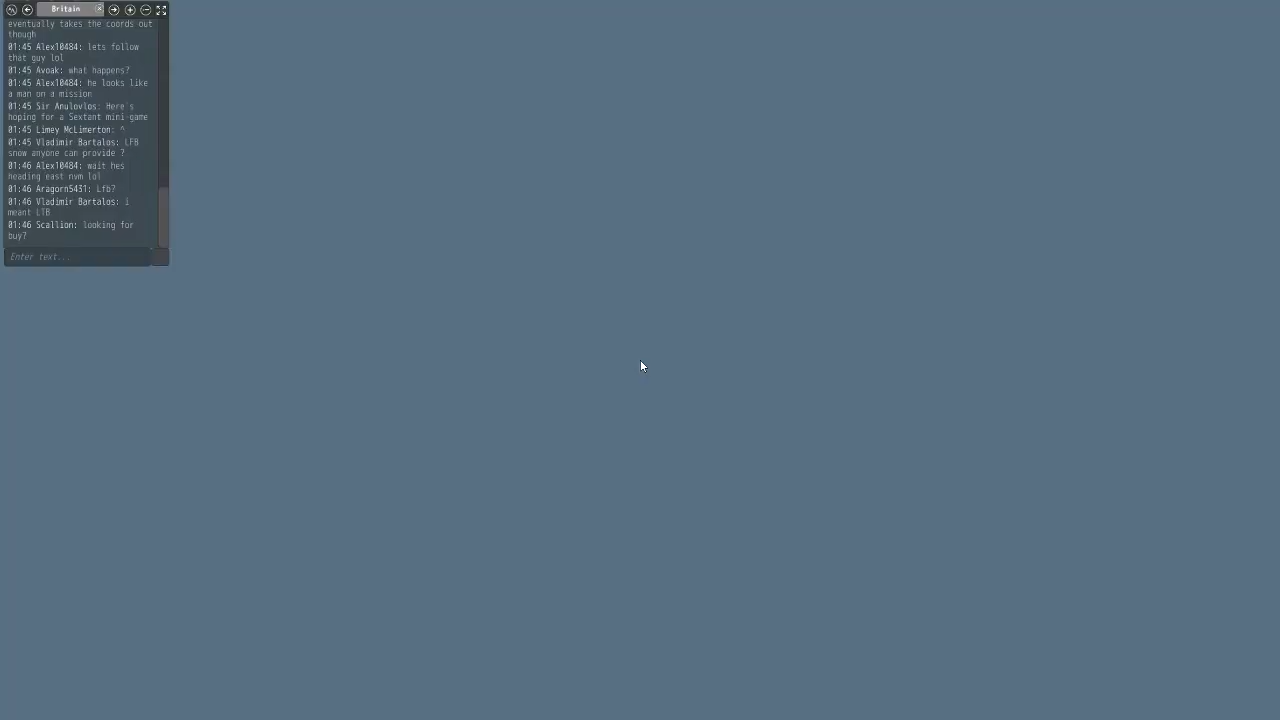 Britain
eventually takes the coords out
though
01:45 Alex10484: lets follow
that guy lol
01:45 Avoak: what happens?
01:45 Alex10484: he looks like
a man on a mission
01:45 Sir Anulovlos: Here's
hoping for a Sextant mini-game
01:45 Limey McLimerton: ^
01:45 Vladimir Bartalos: LFB
snow anyone can provide ?
01:46 Alex10484: wait hes
heading east nvm lol
01:46 Aragorn5431: Lfb?
01:46 Vladimir Bartalos: i
meant LTB
01:46 Scallion: looking for
buy?
Enter text...